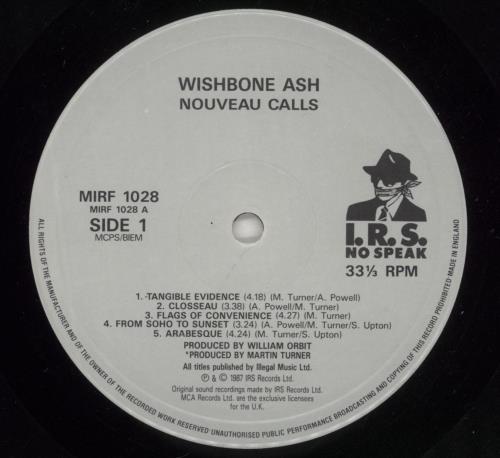 WISHBONE ASH
NOUVEAU CALLS
MIRF 1028
MIRF 1028 A
SIDE 1
MCPS/BIEM
I.R.S.
NO SPEAK
33⅓ RPM
1. ·TANGIBLE EVIDENCE (4.18) (M. Turner/A. Powell)
2. CLOSSEAU (3.38) (A. Powell/M. Turner)
3. FLAGS OF CONVENIENCE (4.27) (M. Turner)
4. FROM SOHO TO SUNSET (3.24) (A. Powell/M. Turner/S. Upton)
5. ARABESQUE (4.24) (M. Turner/S. Upton)
PRODUCED BY WILLIAM ORBIT
*PRODUCED BY MARTIN TURNER
All titles published by Illegal Music Ltd.
℗ & © 1987 IRS Records Ltd.
Original sound recordings made by IRS Records Ltd.
MCA Records Ltd. are the exclusive licensees
for the U.K.
ALL RIGHTS OF THE MANUFACTURER AND OF THE OWNER OF THE RECORDED WORK RESERVED·UNAUTHORISED PUBLIC PERFORMANCE BROADCASTING AND COPYING OF THIS RECORD PROHIBITED·MADE IN ENGLAND